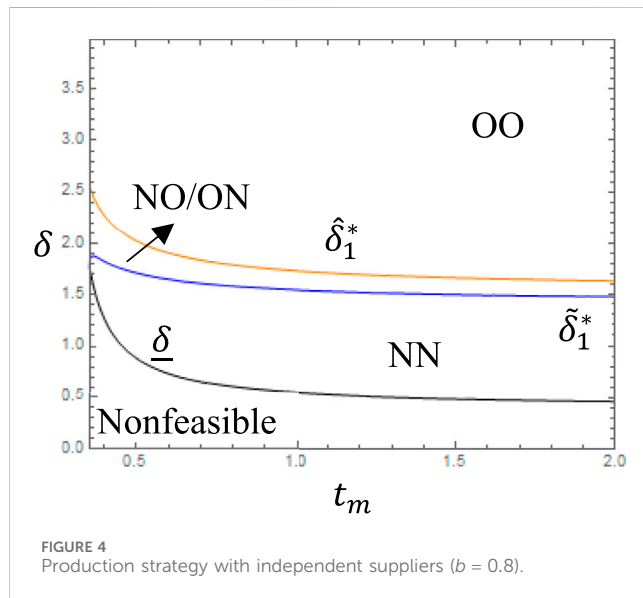 3.5
3.0
2.5
2.0
1.5
1.0
0.5
0.0
δ
OO
NO/ON
δ̂₁*
δ̃₁*
δ̲
NN
Nonfeasible
0.5 1.0 1.5 2.0
tₘ
FIGURE 4
Production strategy with independent suppliers (b = 0.8).